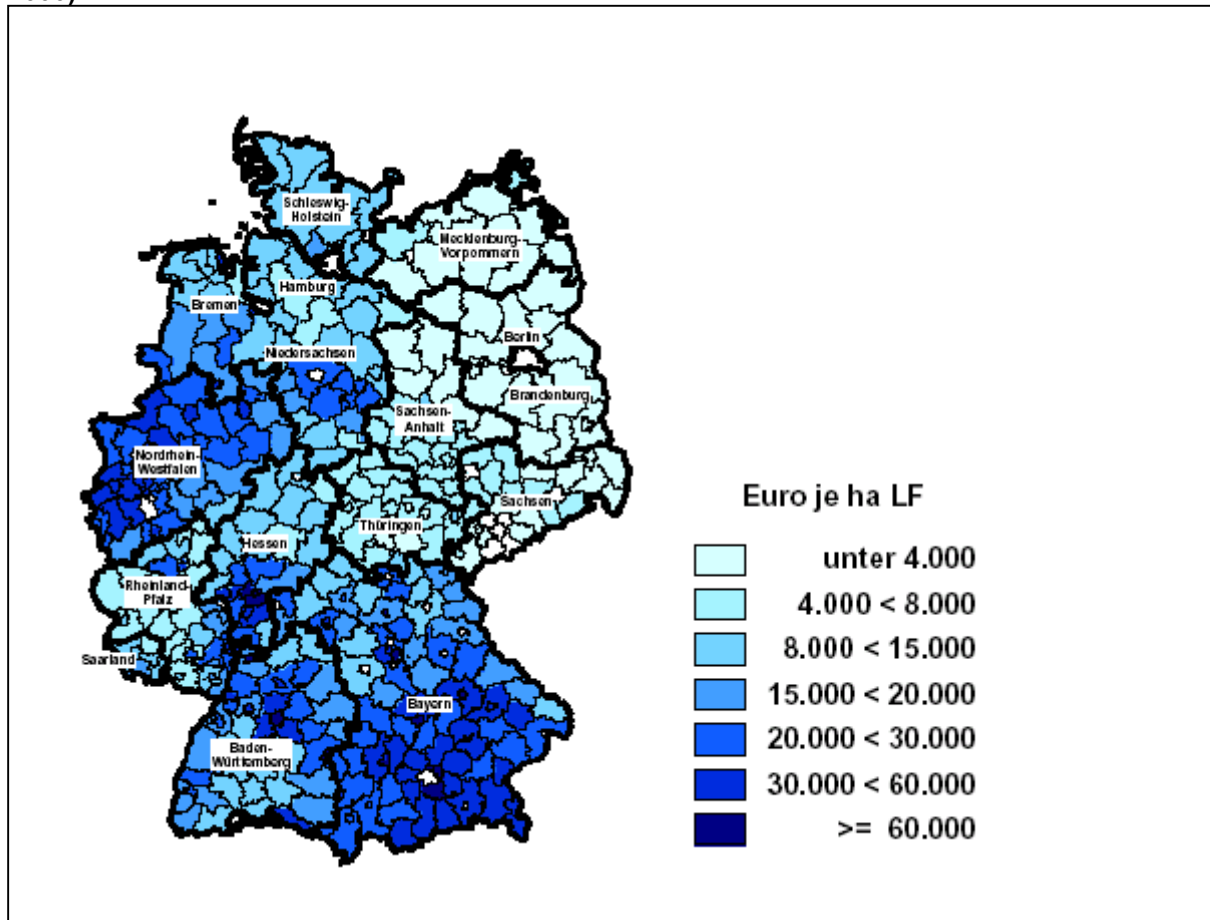 Schleswig-
Holstein
Mecklenburg-
Vorpommern
Hamburg
Bremen
Berlin
Niedersachsen
Brandenburg
Sachsen-
Anhalt
Nordrhein-
Westfalen
Sachsen
Thüringen
Hessen
Rheinland-
Pfalz
Saarland
Bayern
Baden-
Württemberg
Euro je ha LF
unter 4.000
4.000 < 8.000
8.000 < 15.000
15.000 < 20.000
20.000 < 30.000
30.000 < 60.000
>= 60.000